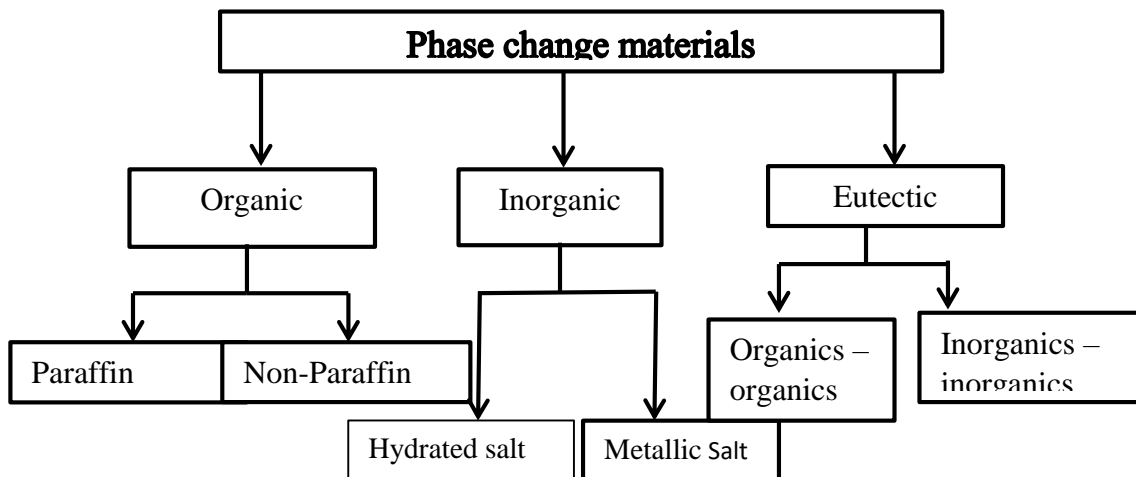 Phase change materials
Organic
Inorganic
Eutectic
Paraffin
Non-Paraffin
Hydrated salt
Metallic Salt
Organics –
organics
Inorganics –
inorganics